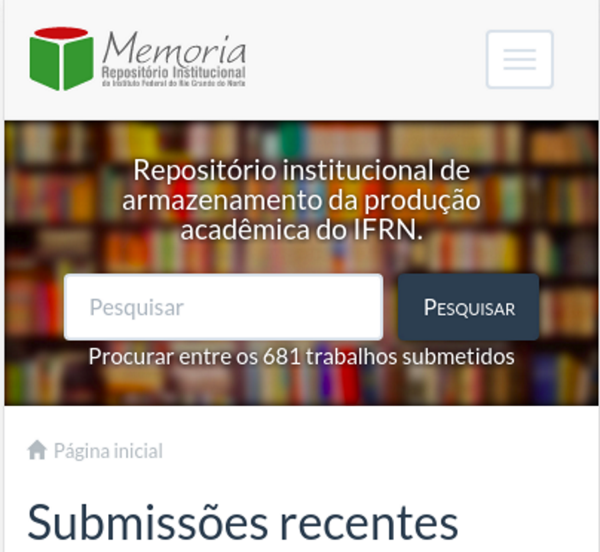 Memoria
Repositório Institucional
do Instituto Federal do Rio Grande do Norte
Repositório institucional de
armazenamento da produção
acadêmica do IFRN.
Pesquisar
PESQUISAR
Procurar entre os 681 trabalhos submetidos
Página inicial
Submissões recentes